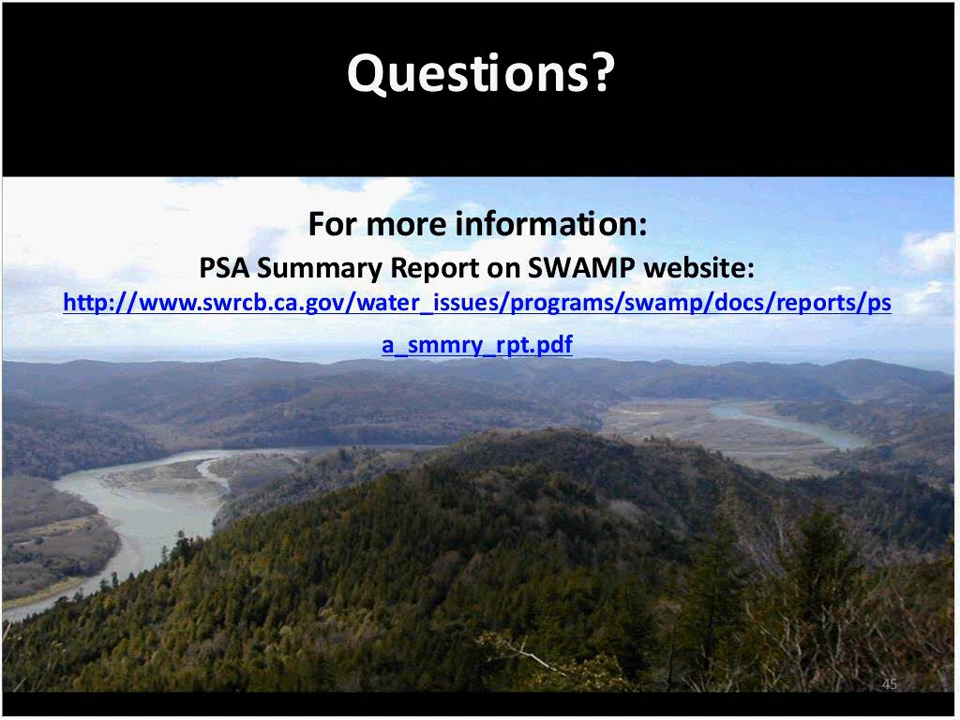 Questions?
For more information:
PSA Summary Report on SWAMP website:
http://www.swrcb.ca.gov/water_issues/programs/swamp/docs/reports/ps
a_smmry_rpt.pdf
45